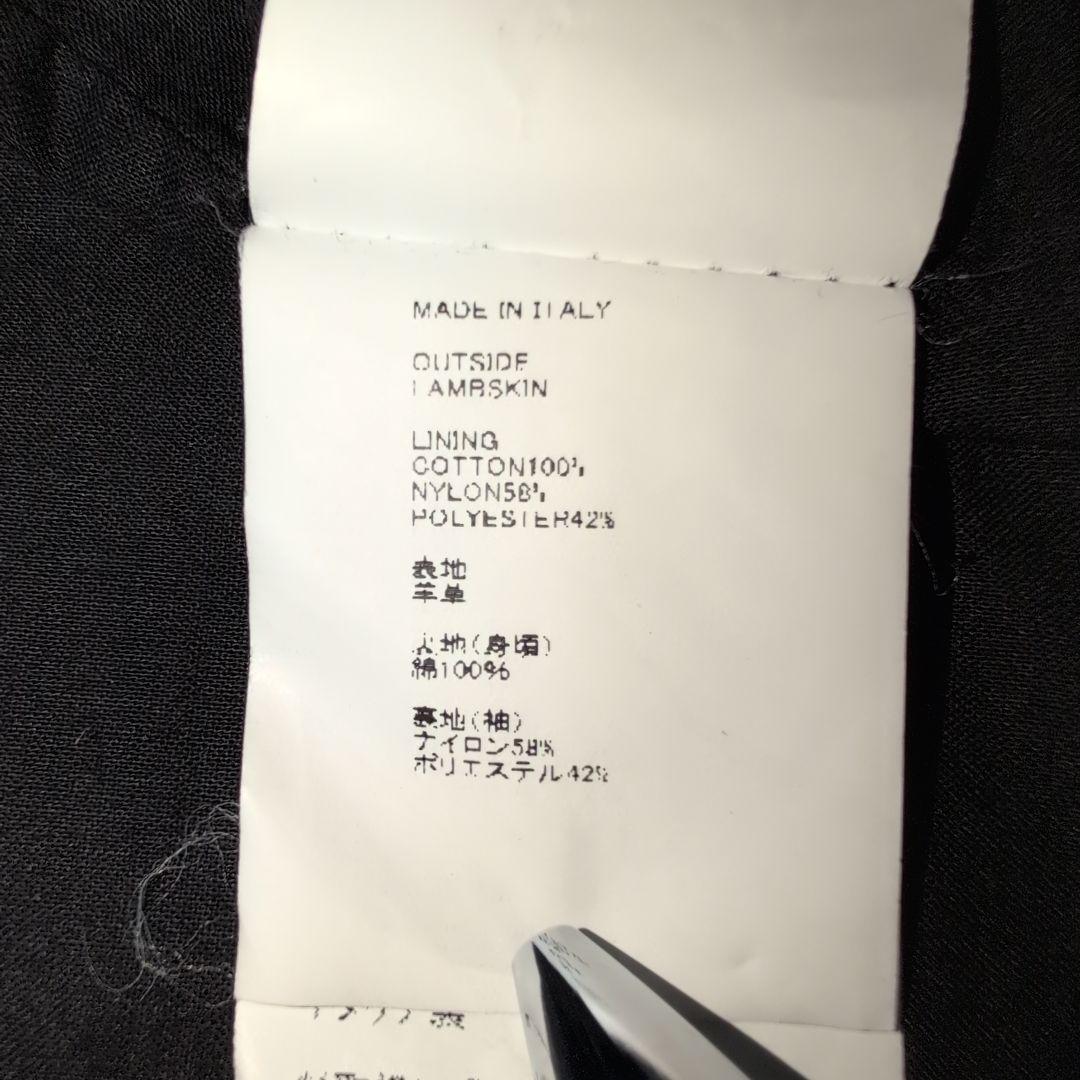 MADE IN ITALY
OUTSIDE
LAMBSKIN
LINING
COTTON100%
NYLON58%
POLYESTER42%
表地
羊革
裏地(身頃)
綿100%
裏地(袖)
ナイロン58%
ポリエステル42%